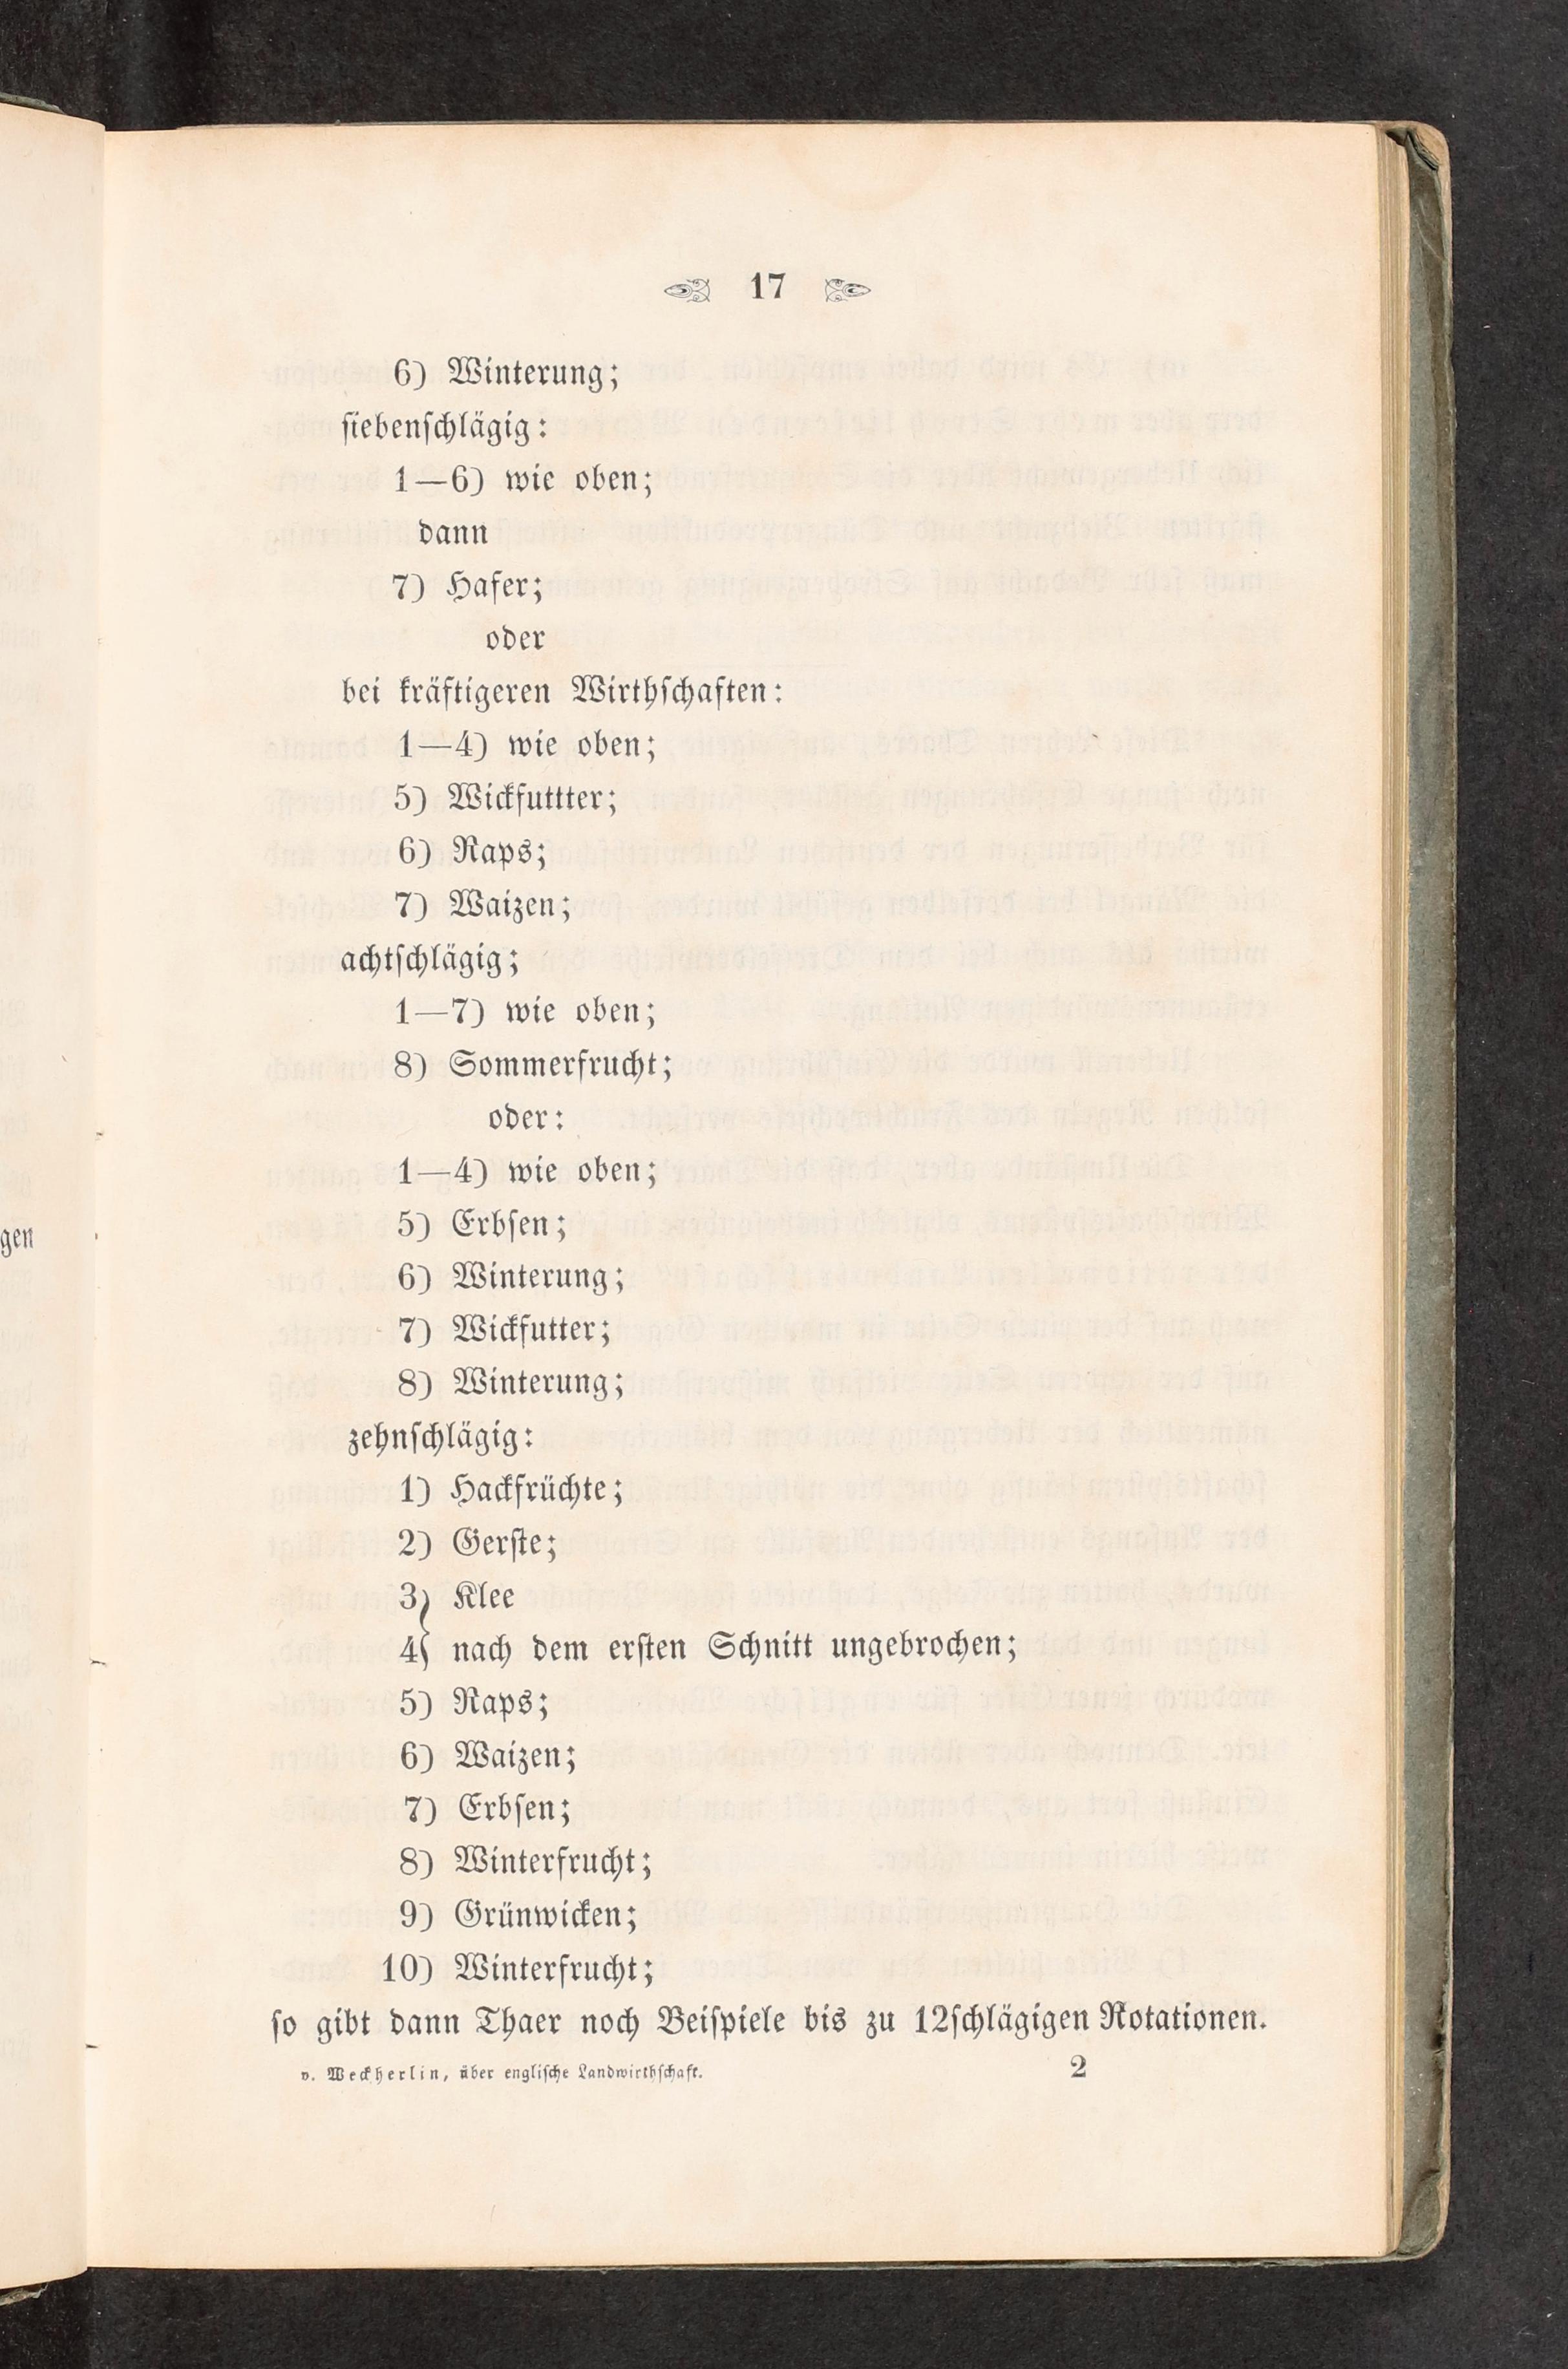 17
6) Winterung;
siebenschlägig:
1—6) wie oben;
dann
7) Hafer;
oder
bei kräftigeren Wirthschaften:
1—4) wie oben;
5) Wickfuttter;
6) Raps;
7) Waizen;
achtschlägig;
1—7) wie oben;
8) Sommerfrucht;
oder:
1—4) wie oben;
5) Erbsen;
6) Winterung;
7) Wickfutter;
8) Winterung;
zehnschlägig:
1) Hackfrüchte;
2) Gerste;
3) Klee
4) nach dem ersten Schnitt ungebrochen;
5) Raps;
6) Waizen;
7) Erbsen;
8) Winterfrucht;
9) Grünwicken;
10) Winterfrucht;
so gibt dann Thaer noch Beispiele bis zu 12schlägigen Rotationen.
v. Weckherlin, über englische Landwirthschaft. 2
gen